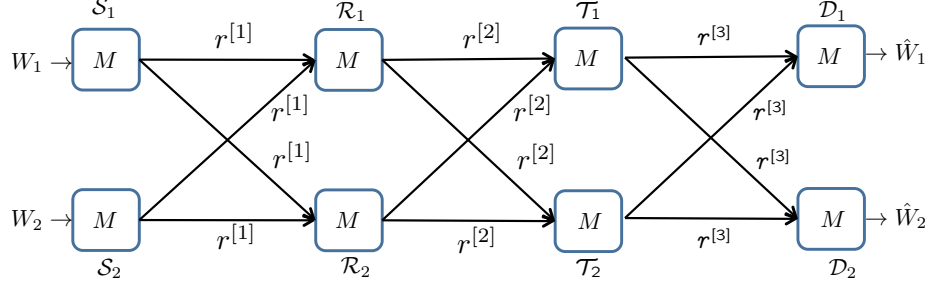 𝒮₁ ℛ₁ 𝒯₁ 𝒟₁
r^[1] r^[2] r^[3]
W₁ M M M M Ŵ₁
r^[1] r^[2] r^[3]
r^[1] r^[2] r^[3]
W₂ M M M M Ŵ₂
r^[1] r^[2] r^[3]
𝒮₂ ℛ₂ 𝒯₂ 𝒟₂